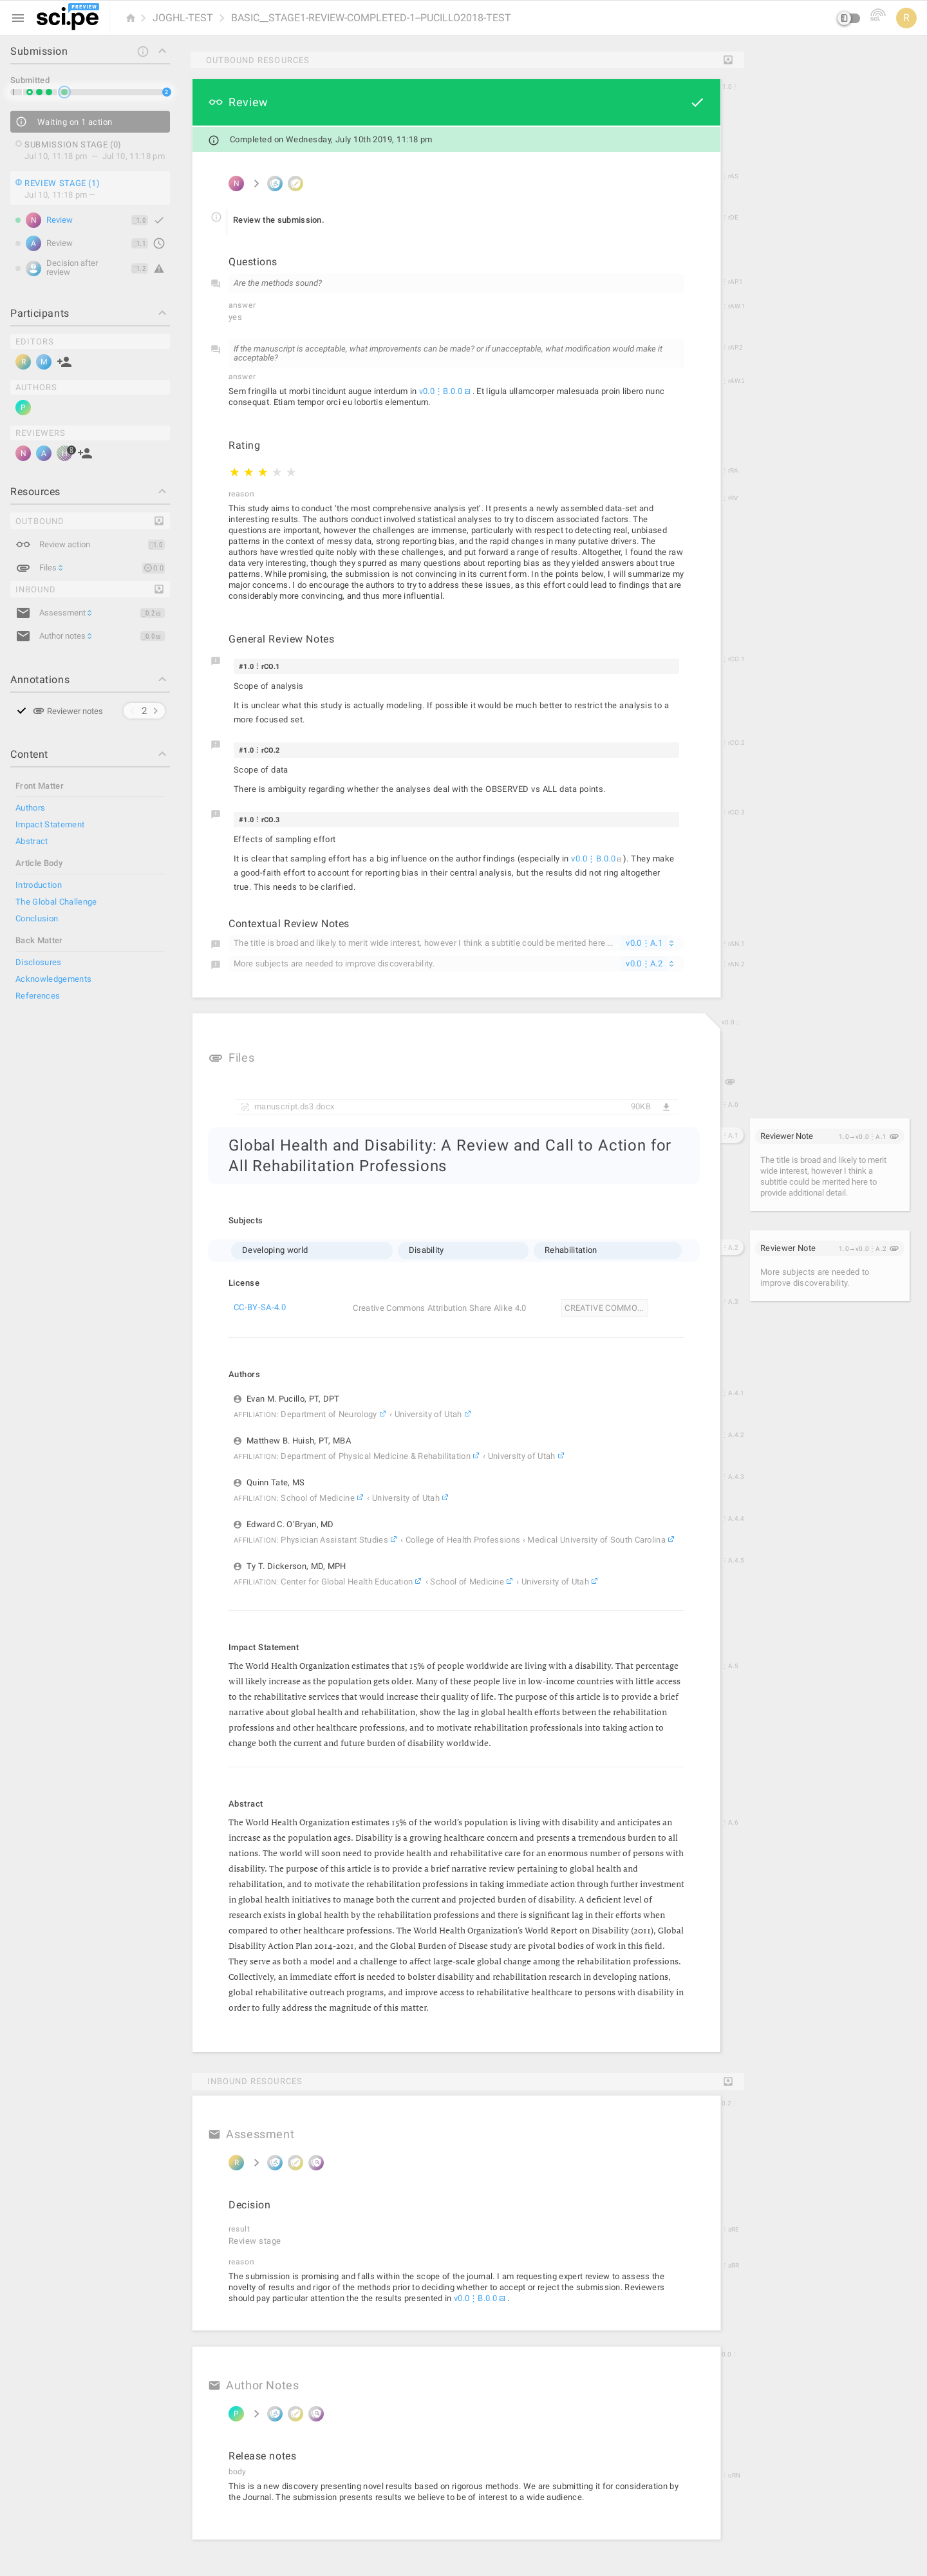 sci.pe
PREVIEW
JOGHL-TEST
BASIC__STAGE1-REVIEW-COMPLETED-1--PUCILLO2018-TEST
R
Submission
Submitted
2
Waiting on 1 action
SUBMISSION STAGE (0)
Jul 10, 11:18 pm — Jul 10, 11:18 pm
REVIEW STAGE (1)
Jul 10, 11:18 pm —
N Review 1.0
A Review 1.1
Decision after
review
1.2
Participants
EDITORS
R M
AUTHORS
P
REVIEWERS
N A
Resources
OUTBOUND
Review action 1.0
Files 0.0
INBOUND
Assessment 0.2
Author notes 0.0
Annotations
Reviewer notes 2
Content
Front Matter
Authors
Impact Statement
Abstract
Article Body
Introduction
The Global Challenge
Conclusion
Back Matter
Disclosures
Acknowledgements
References
OUTBOUND RESOURCES
Review
1.0
Completed on Wednesday, July 10th 2019, 11:18 pm
N
Review the submission.
Questions
Are the methods sound?
rAP.1
answer
rAW.1
yes
If the manuscript is acceptable, what improvements can be made? or if unacceptable, what modification would make it
acceptable?
rAP.2
answer
rAW.2
Sem fringilla ut morbi tincidunt augue interdum in v0.0⋮B.0.0 . Et ligula ullamcorper malesuada proin libero nunc
consequat. Etiam tempor orci eu lobortis elementum.
Rating
reason
This study aims to conduct ‘the most comprehensive analysis yet’. It presents a newly assembled data-set and
interesting results. The authors conduct involved statistical analyses to try to discern associated factors. The
questions are important, however the challenges are immense, particularly with respect to detecting real, unbiased
patterns in the context of messy data, strong reporting bias, and the rapid changes in many putative drivers. The
authors have wrestled quite nobly with these challenges, and put forward a range of results. Altogether, I found the raw
data very interesting, though they spurred as many questions about reporting bias as they yielded answers about true
patterns. While promising, the submission is not convincing in its current form. In the points below, I will summarize my
major concerns. I do encourage the authors to try to address these issues, as this effort could lead to findings that are
considerably more convincing, and thus more influential.
General Review Notes
#1.0⋮rCO.1
rCO.1
Scope of analysis
It is unclear what this study is actually modeling. If possible it would be much better to restrict the analysis to a
more focused set.
#1.0⋮rCO.2
rCO.2
Scope of data
There is ambiguity regarding whether the analyses deal with the OBSERVED vs ALL data points.
#1.0⋮rCO.3
rCO.3
Effects of sampling effort
It is clear that sampling effort has a big influence on the author findings (especially in v0.0⋮B.0.0 ). They make
a good-faith effort to account for reporting bias in their central analysis, but the results did not ring altogether
true. This needs to be clarified.
Contextual Review Notes
The title is broad and likely to merit wide interest, however I think a subtitle could be merited here ... v0.0⋮A.1
rAN.1
More subjects are needed to improve discoverability. v0.0⋮A.2
rAN.2
v0.0
Files
manuscript.ds3.docx 90KB
A.0
Global Health and Disability: A Review and Call to Action for
All Rehabilitation Professions
A.1
Reviewer Note 1.0→v0.0⋮A.1
The title is broad and likely to merit
wide interest, however I think a
subtitle could be merited here to
provide additional detail.
Subjects
Developing world Disability Rehabilitation
A.2
Reviewer Note 1.0→v0.0⋮A.2
More subjects are needed to
improve discoverability.
License
A.3
CC-BY-SA-4.0 Creative Commons Attribution Share Alike 4.0 CREATIVE COMMO...
Authors
Evan M. Pucillo, PT, DPT
A.4.1
AFFILIATION: Department of Neurology ‹ University of Utah
Matthew B. Huish, PT, MBA
A.4.2
AFFILIATION: Department of Physical Medicine & Rehabilitation ‹ University of Utah
Quinn Tate, MS
A.4.3
AFFILIATION: School of Medicine ‹ University of Utah
Edward C. O’Bryan, MD
A.4.4
AFFILIATION: Physician Assistant Studies ‹ College of Health Professions ‹ Medical University of South Carolina
Ty T. Dickerson, MD, MPH
A.4.5
AFFILIATION: Center for Global Health Education ‹ School of Medicine ‹ University of Utah
Impact Statement
A.5
The World Health Organization estimates that 15% of people worldwide are living with a disability. That percentage
will likely increase as the population gets older. Many of these people live in low-income countries with little access
to the rehabilitative services that would increase their quality of life. The purpose of this article is to provide a brief
narrative about global health and rehabilitation, show the lag in global health efforts between the rehabilitation
professions and other healthcare professions, and to motivate rehabilitation professionals into taking action to
change both the current and future burden of disability worldwide.
Abstract
A.6
The World Health Organization estimates 15% of the world’s population is living with disability and anticipates an
increase as the population ages. Disability is a growing healthcare concern and presents a tremendous burden to all
nations. The world will soon need to provide health and rehabilitative care for an enormous number of persons with
disability. The purpose of this article is to provide a brief narrative review pertaining to global health and
rehabilitation, and to motivate the rehabilitation professions in taking immediate action through further investment
in global health initiatives to manage both the current and projected burden of disability. A deficient level of
research exists in global health by the rehabilitation professions and there is significant lag in their efforts when
compared to other healthcare professions. The World Health Organization’s World Report on Disability (2011), Global
Disability Action Plan 2014-2021, and the Global Burden of Disease study are pivotal bodies of work in this field.
They serve as both a model and a challenge to affect large-scale global change among the rehabilitation professions.
Collectively, an immediate effort is needed to bolster disability and rehabilitation research in developing nations,
global rehabilitative outreach programs, and improve access to rehabilitative healthcare to persons with disability in
order to fully address the magnitude of this matter.
INBOUND RESOURCES
0.2
Assessment
R
Decision
result
Review stage
reason
The submission is promising and falls within the scope of the journal. I am requesting expert review to assess the
novelty of results and rigor of the methods prior to deciding whether to accept or reject the submission. Reviewers
should pay particular attention the results presented in v0.0⋮B.0.0 .
0.0
Author Notes
P
Release notes
body
This is a new discovery presenting novel results based on rigorous methods. We are submitting it for consideration by
the Journal. The submission presents results we believe to be of interest to a wide audience.